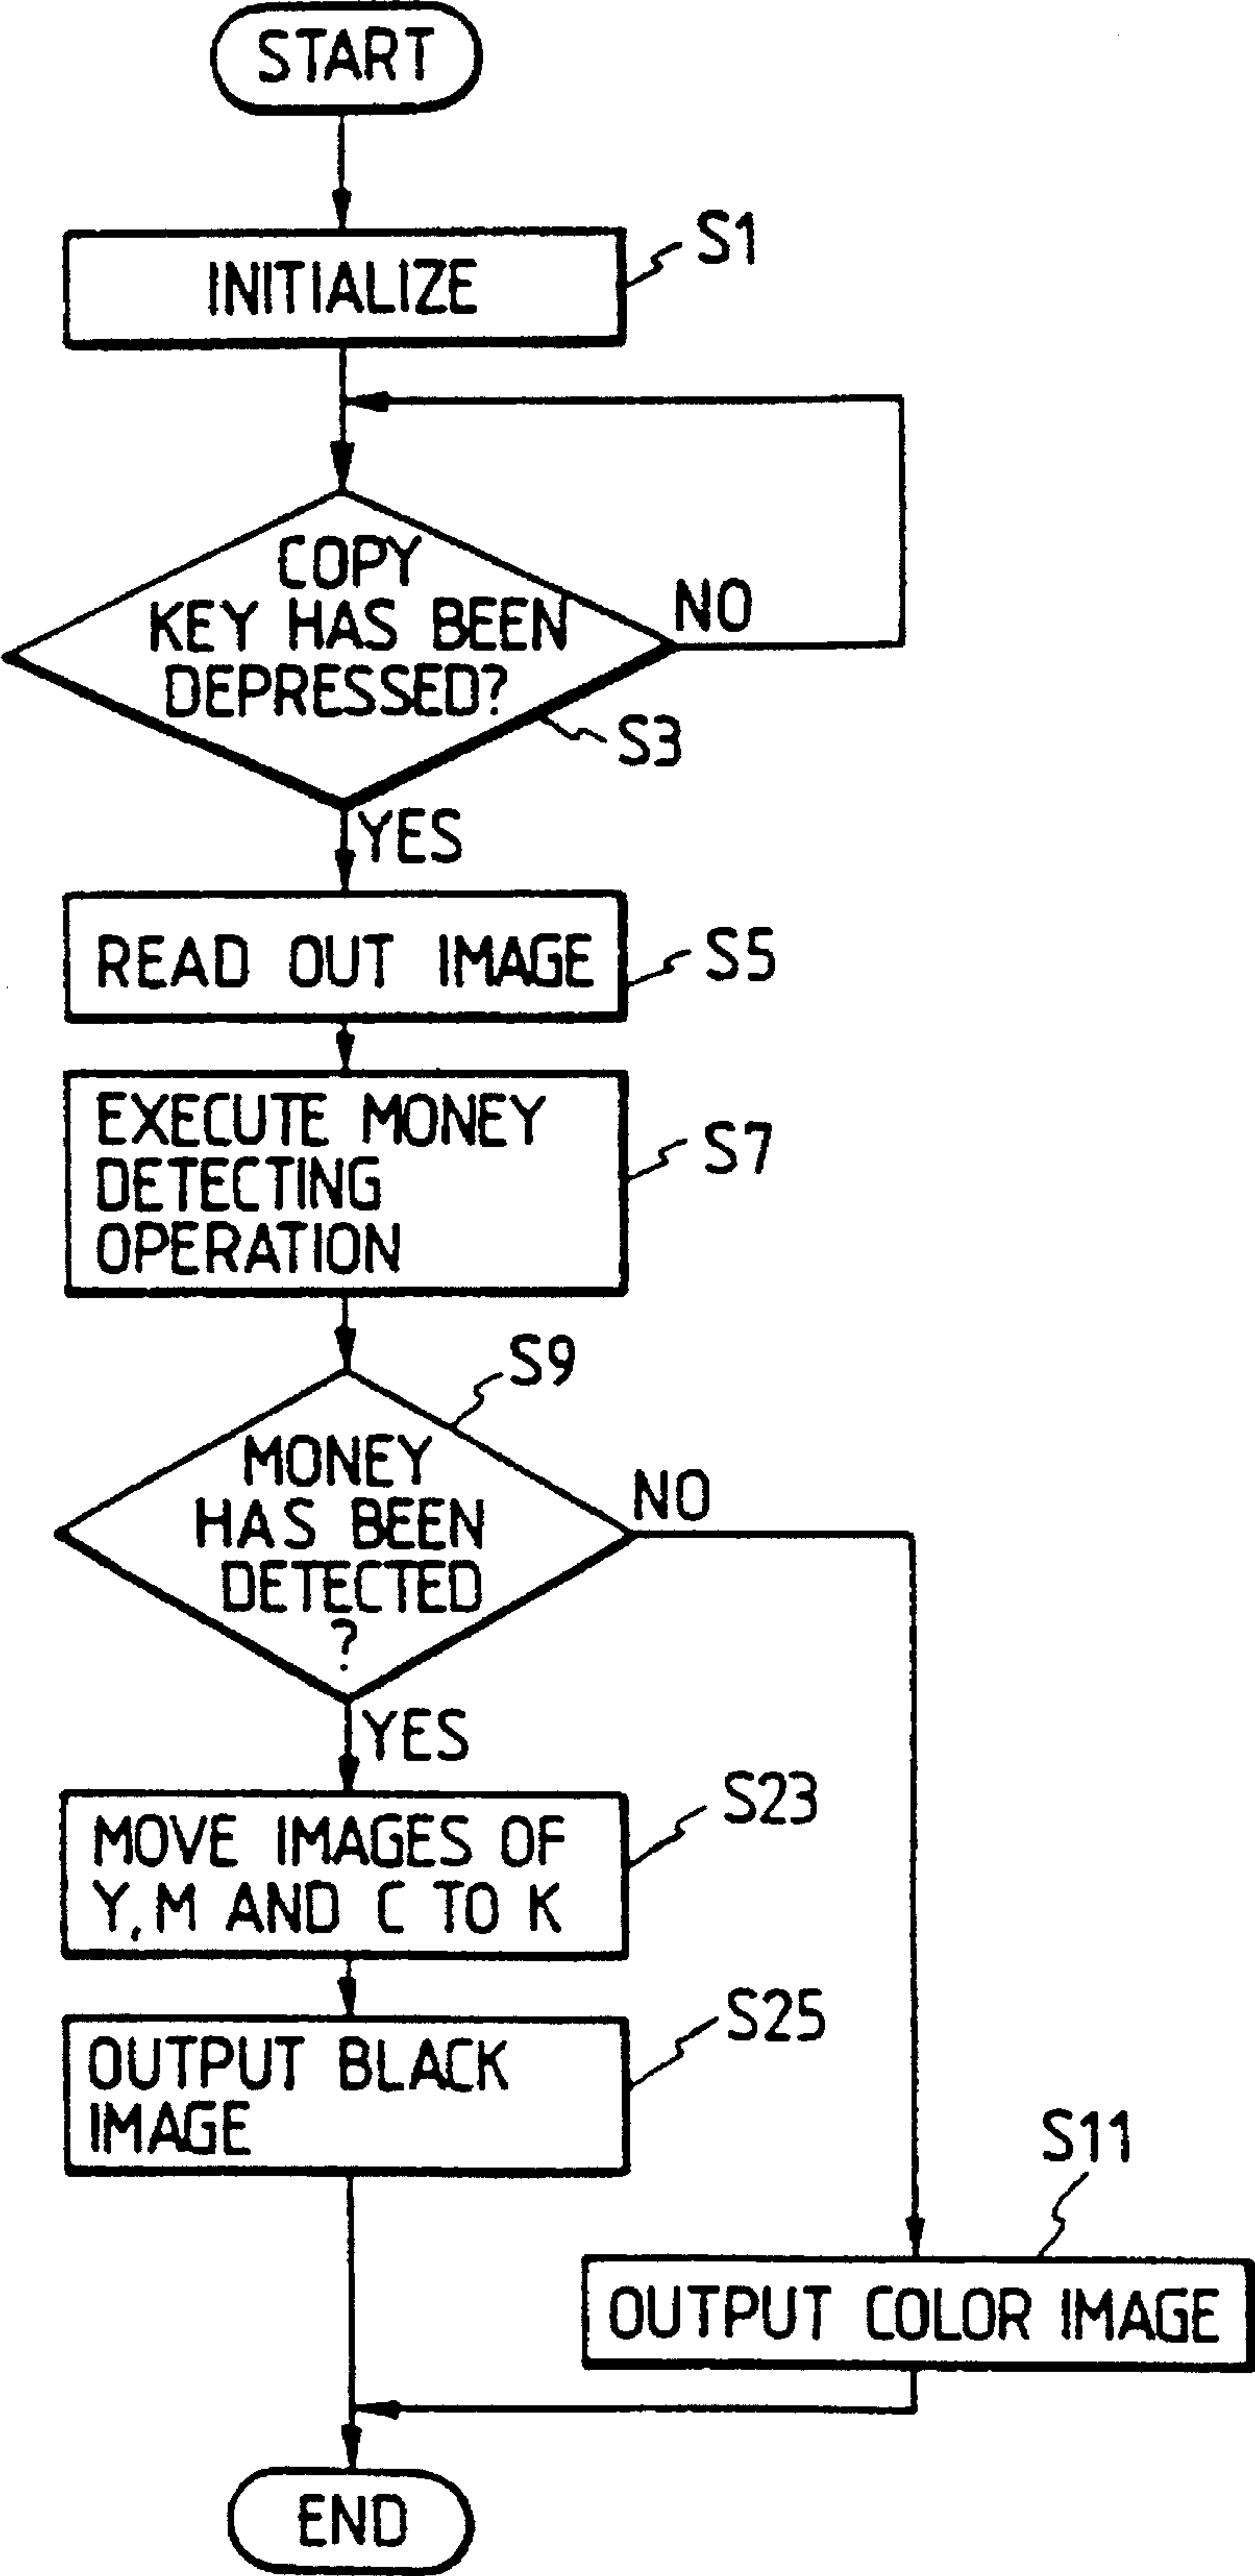 START
INITIALIZE
S1
COPY
KEY HAS BEEN
DEPRESSED?
NO
S3
YES
READ OUT IMAGE
S5
EXECUTE MONEY
DETECTING
OPERATION
S7
S9
MONEY
HAS BEEN
DETECTED
?
NO
YES
MOVE IMAGES OF
Y, M AND C TO K
S23
OUTPUT BLACK
IMAGE
S25
S11
OUTPUT COLOR IMAGE
END